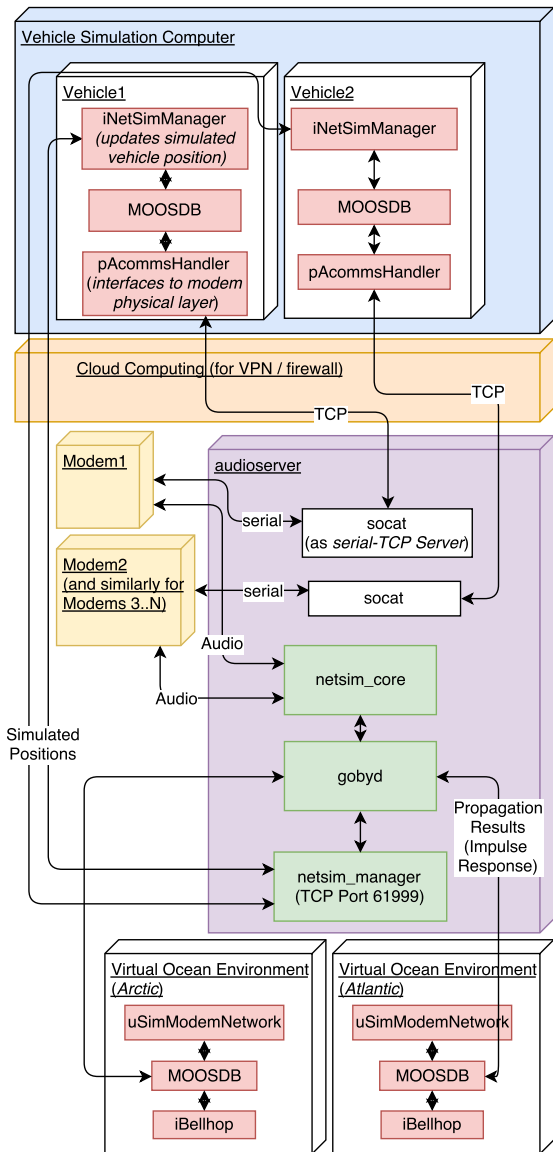 Vehicle Simulation Computer
Vehicle1
iNetSimManager
(updates simulated
vehicle position)
MOOSDB
pAcommsHandler
(interfaces to modem
physical layer)
Vehicle2
iNetSimManager
MOOSDB
pAcommsHandler
Cloud Computing (for VPN / firewall)
TCP
TCP
Modem1
audioserver
serial
socat
(as serial-TCP Server)
Modem2
(and similarly for
Modems 3..N)
serial
socat
Audio
Audio
netsim_core
Simulated
Positions
gobyd
Propagation
Results
(Impulse
Response)
netsim_manager
(TCP Port 61999)
Virtual Ocean Environment
(Arctic)
uSimModemNetwork
MOOSDB
iBellhop
Virtual Ocean Environment
(Atlantic)
uSimModemNetwork
MOOSDB
iBellhop